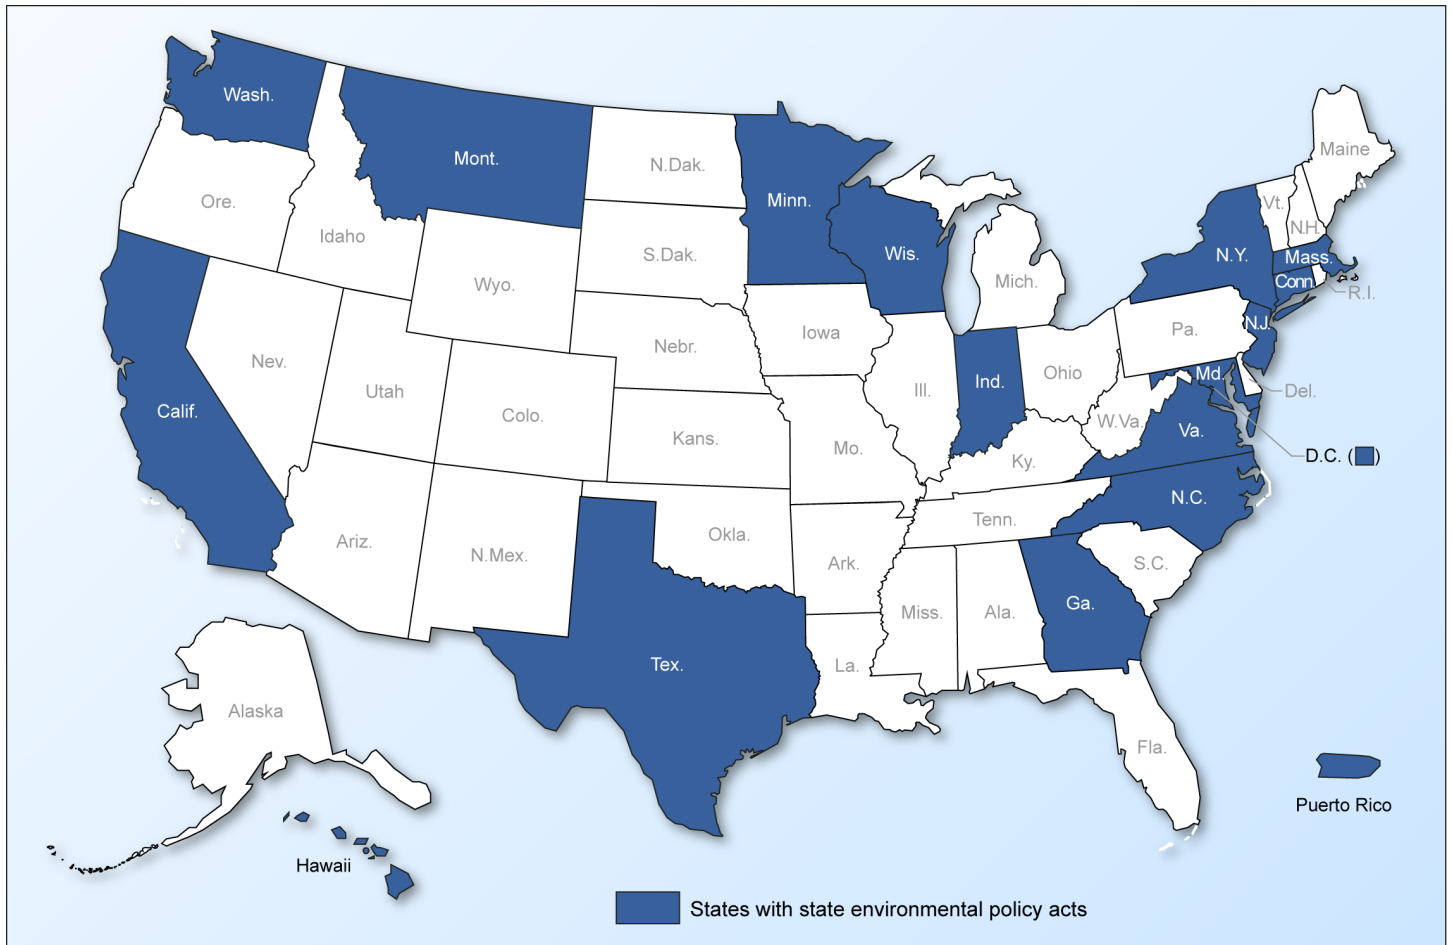 Wash.
Mont.
N.Dak.
Minn.
Maine
Ore.
Idaho
S.Dak.
Wis.
Vt.
N.H.
N.Y.
Mass.
Conn.
R.I.
Wyo.
Mich.
Iowa
Pa.
N.J.
Nebr.
Nev.
Utah
Colo.
Ill.
Ind.
Ohio
Md.
Del.
Calif.
Kans.
Mo.
W.Va.
Va.
D.C. ( )
Ky.
N.C.
Tenn.
Ariz.
N.Mex.
Okla.
Ark.
S.C.
Miss.
Ala.
Ga.
Tex.
La.
Alaska
Fla.
Puerto Rico
Hawaii
States with state environmental policy acts